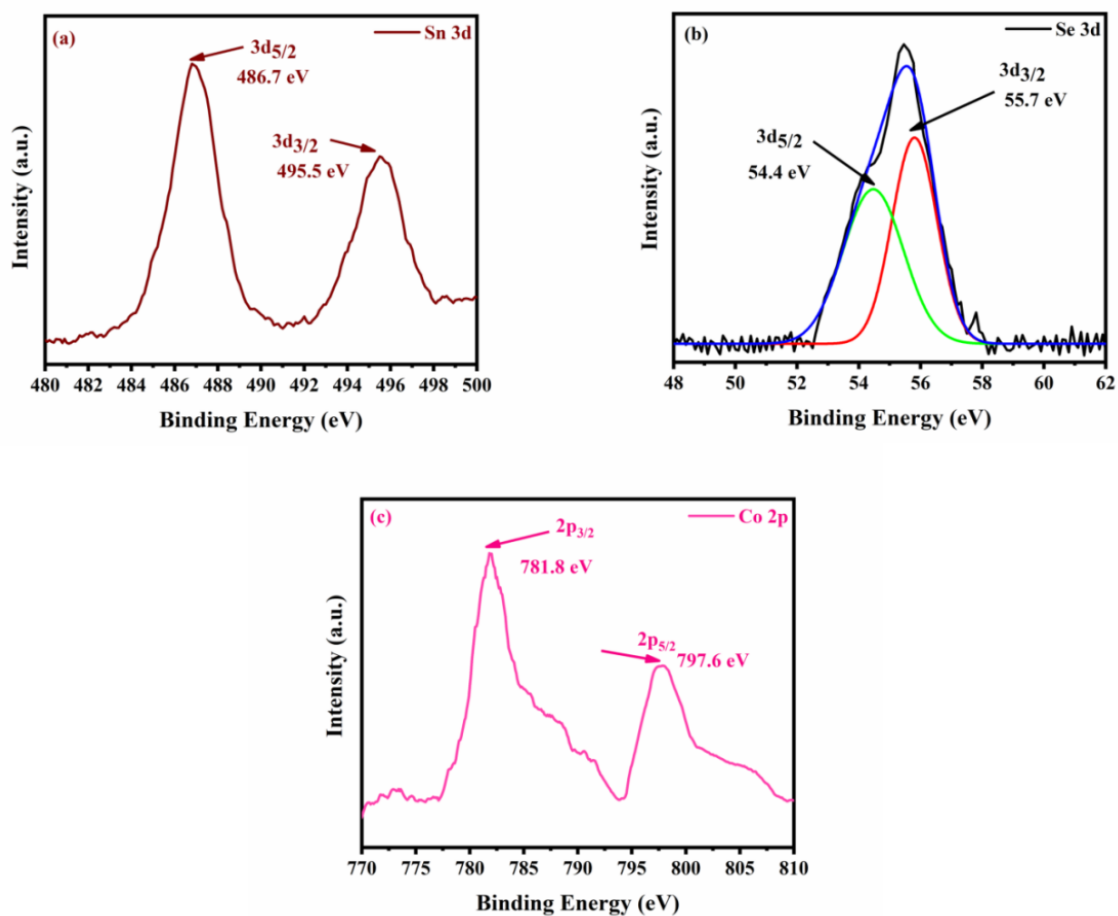 (a)
Sn 3d
3d5/2
486.7 eV
3d3/2
495.5 eV
Intensity (a.u.)
480 482 484 486 488 490 492 494 496 498 500
Binding Energy (eV)
(b)
Se 3d
3d3/2
55.7 eV
3d5/2
54.4 eV
Intensity (a.u.)
48 50 52 54 56 58 60 62
Binding Energy (eV)
(c)
Co 2p
2p3/2
781.8 eV
2p5/2
797.6 eV
Intensity (a.u.)
770 775 780 785 790 795 800 805 810
Binding Energy (eV)